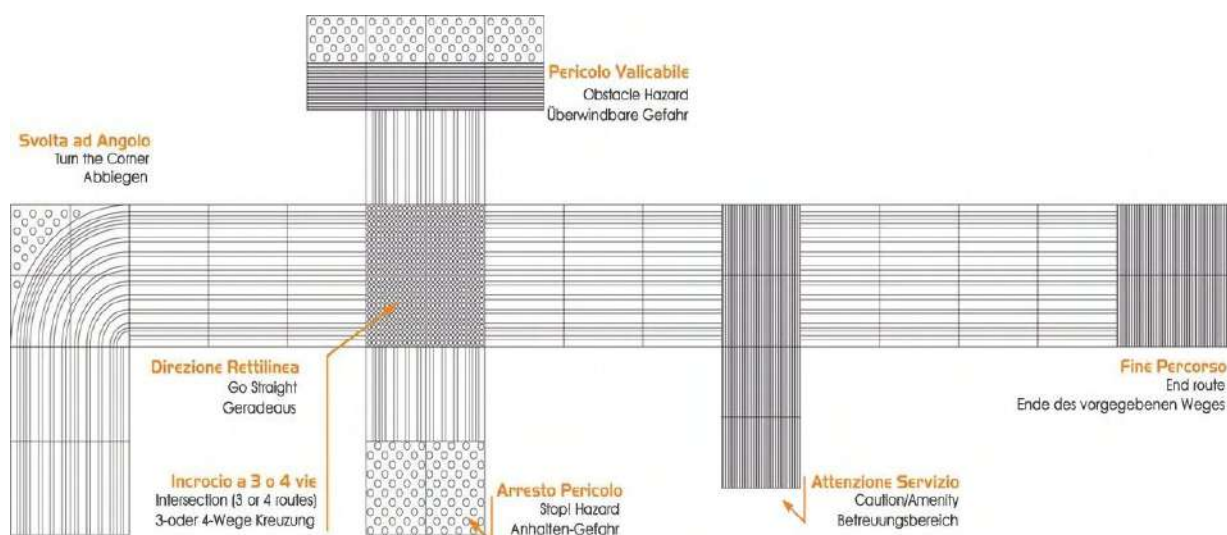 Pericolo Valicabile
Obstacle Hazard
Überwindbare Gefahr
Svolta ad Angolo
Turn the Corner
Abbiegen
Direzione Rettilinea
Go Straight
Geradeaus
Fine Percorso
End route
Ende des vorgegebenen Weges
Incrocio a 3 o 4 vie
Intersection (3 or 4 routes)
3-oder 4-Wege Kreuzung
Arresto Pericolo
Stop! Hazard
Anhalten-Gefahr
Attenzione Servizio
Caution/Amenity
Betreuungsbereich